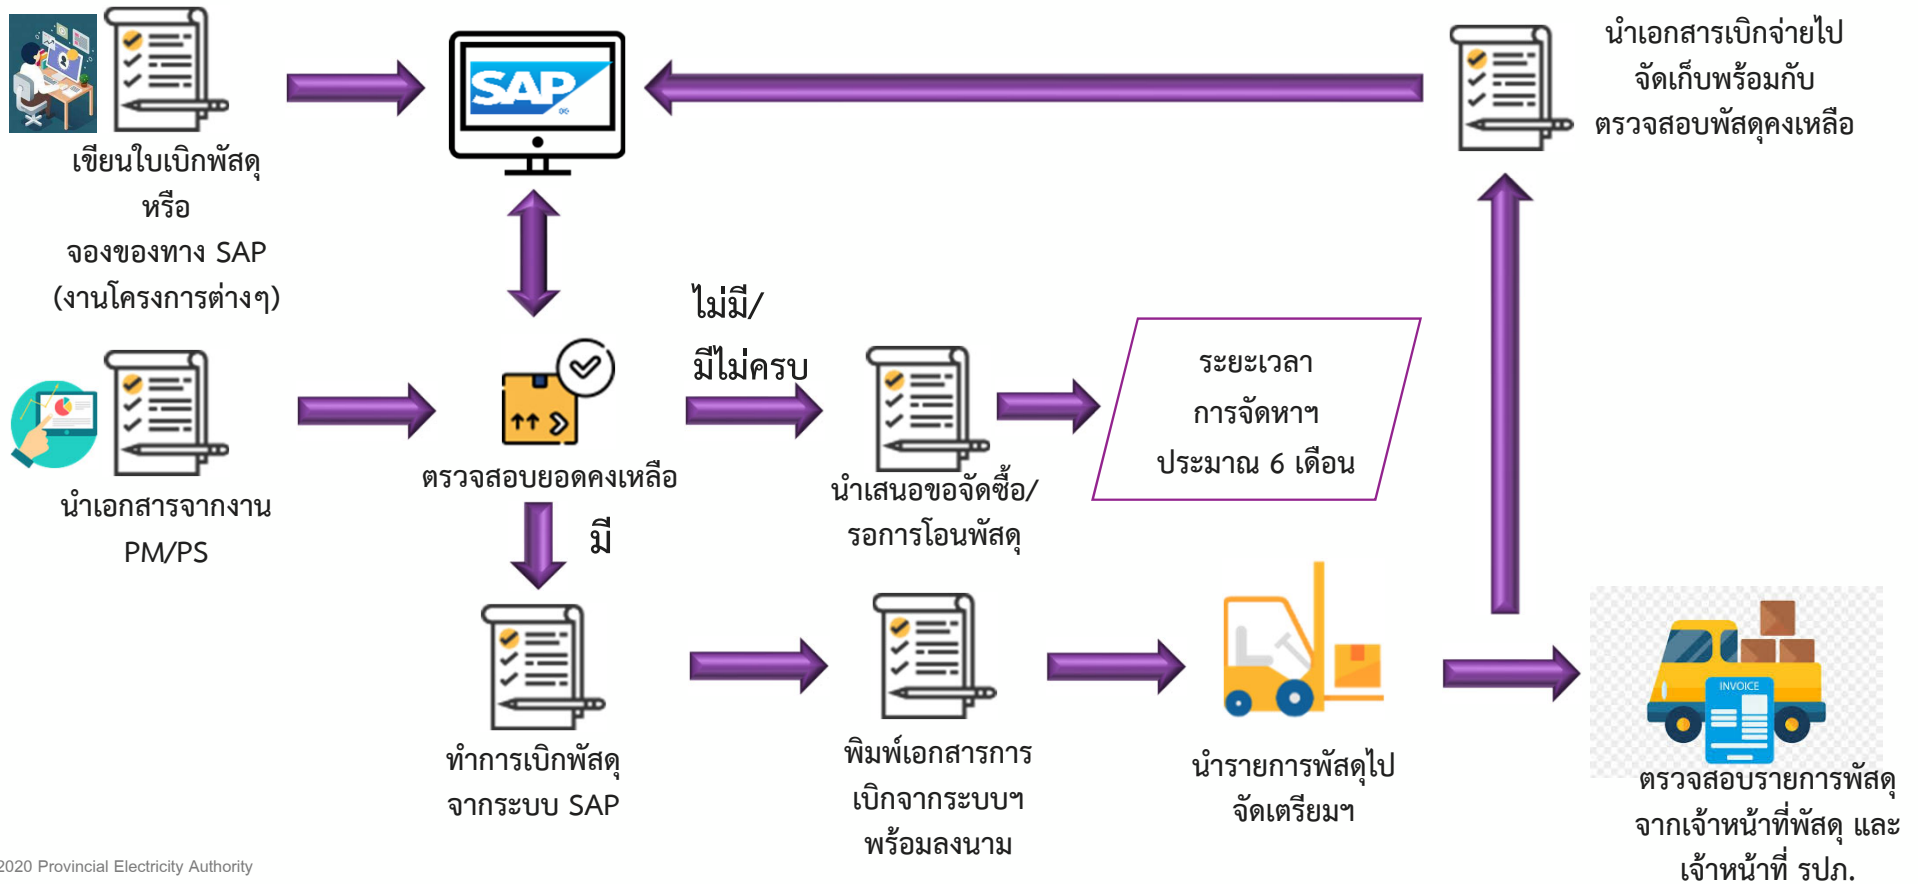 เขียนใบเบิกพัสดุ
หรือ
จองของทาง SAP
(งานโครงการต่างๆ)
SAP
นำเอกสารเบิกจ่ายไป
จัดเก็บพร้อมกับ
ตรวจสอบพัสดุคงเหลือ
นำเอกสารจากงาน
PM/PS
ตรวจสอบยอดคงเหลือ
ไม่มี/
มีไม่ครบ
นำเสนอขอจัดซื้อ/
รอการโอนพัสดุ
ระยะเวลา
การจัดหาฯ
ประมาณ 6 เดือน
มี
ทำการเบิกพัสดุ
จากระบบ SAP
พิมพ์เอกสารการ
เบิกจากระบบฯ
พร้อมลงนาม
นำรายการพัสดุไป
จัดเตรียมฯ
INVOICE
ตรวจสอบรายการพัสดุ
จากเจ้าหน้าที่พัสดุ และ
เจ้าหน้าที่ รปภ.
2020 Provincial Electricity Authority